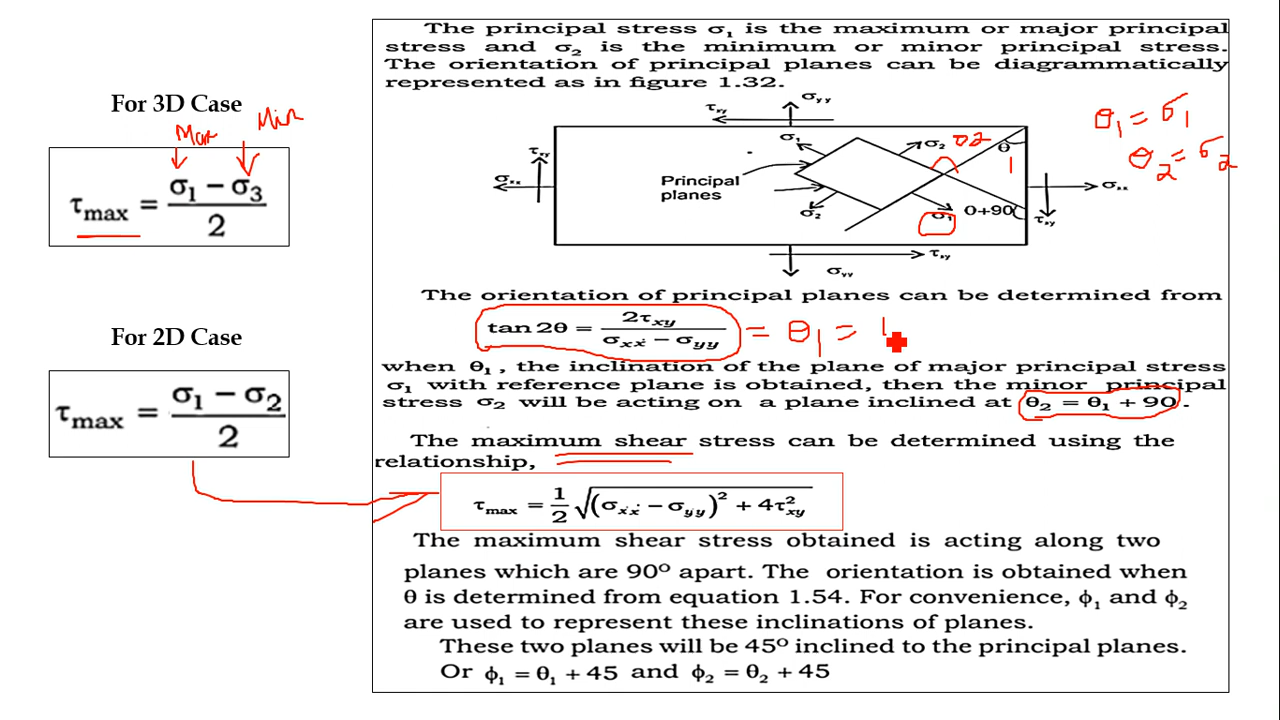 For 3D Case
Max Min
τmax = σ1 − σ3 / 2
For 2D Case
τmax = σ1 − σ2 / 2
The principal stress σ1 is the maximum or major principal
stress and σ2 is the minimum or minor principal stress.
The orientation of principal planes can be diagrammatically
represented as in figure 1.32.
σyy
τxy
σ1
σ2
σ2
θ
1
τxy
σxx
Principal
planes
σxx
σ2
σ1
θ+90
τxy
τxy
σyy
θ1 = σ1
θ2 = σ2
The orientation of principal planes can be determined from
tan 2θ = 2τxy / σxx − σyy = θ1 = 1
when θ1, the inclination of the plane of major principal stress
σ1 with reference plane is obtained, then the minor principal
stress σ2 will be acting on a plane inclined at θ2 = θ1 + 90.
The maximum shear stress can be determined using the
relationship,
τmax = 1/2 √(σxx − σyy)² + 4τ²xy
The maximum shear stress obtained is acting along two
planes which are 90º apart. The orientation is obtained when
θ is determined from equation 1.54. For convenience, ϕ1 and ϕ2
are used to represent these inclinations of planes.
These two planes will be 45º inclined to the principal planes.
Or ϕ1 = θ1 + 45 and ϕ2 = θ2 + 45